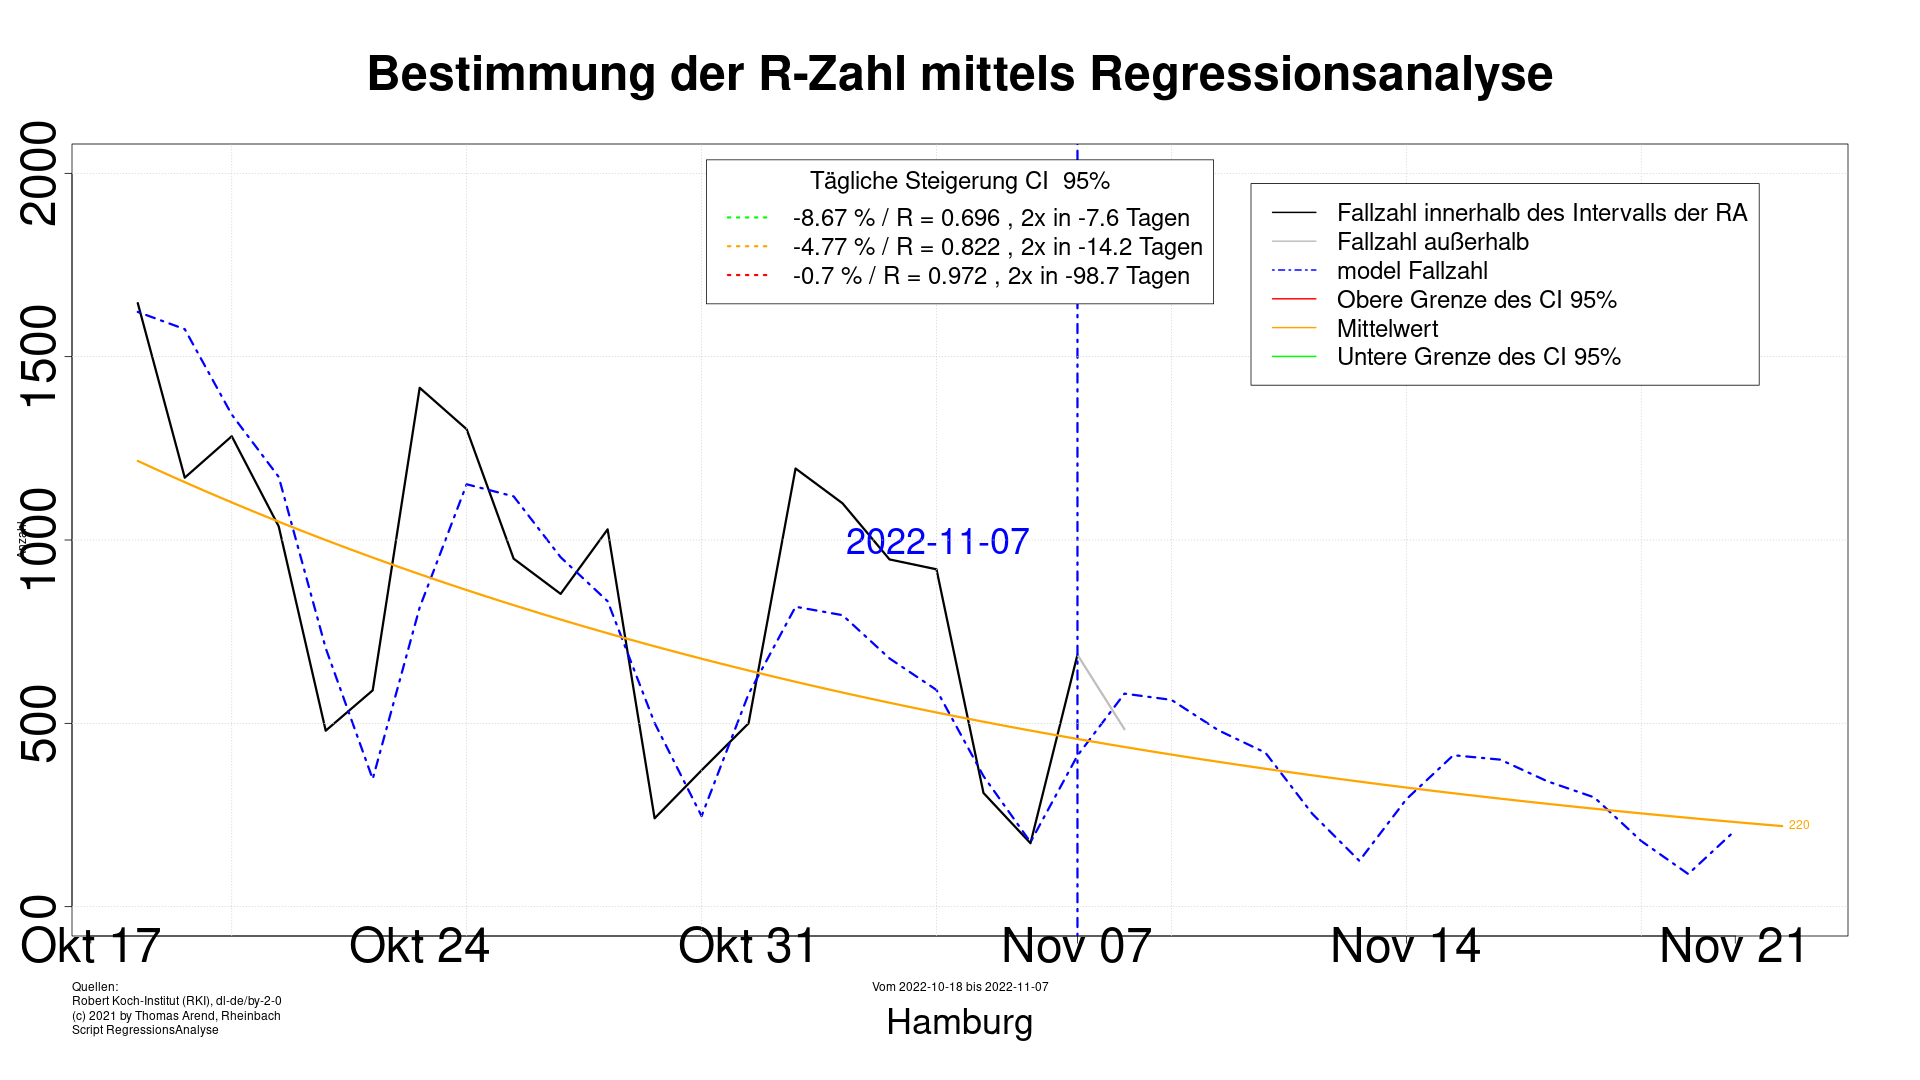 Bestimmung der R-Zahl mittels Regressionsanalyse
Tägliche Steigerung CI  95%
-8.67 % / R = 0.696 , 2x in -7.6 Tagen
-4.77 % / R = 0.822 , 2x in -14.2 Tagen
-0.7 % / R = 0.972 , 2x in -98.7 Tagen
Fallzahl innerhalb des Intervalls der RA
Fallzahl außerhalb
model Fallzahl
Obere Grenze des CI 95%
Mittelwert
Untere Grenze des CI 95%
2000
1500
1000
500
0
Anzahl
2022-11-07
220
Okt 17
Okt 24
Okt 31
Nov 07
Nov 14
Nov 21
Quellen:
Robert Koch-Institut (RKI), dl-de/by-2-0
(c) 2021 by Thomas Arend, Rheinbach
Script RegressionsAnalyse
Vom 2022-10-18 bis 2022-11-07
Hamburg